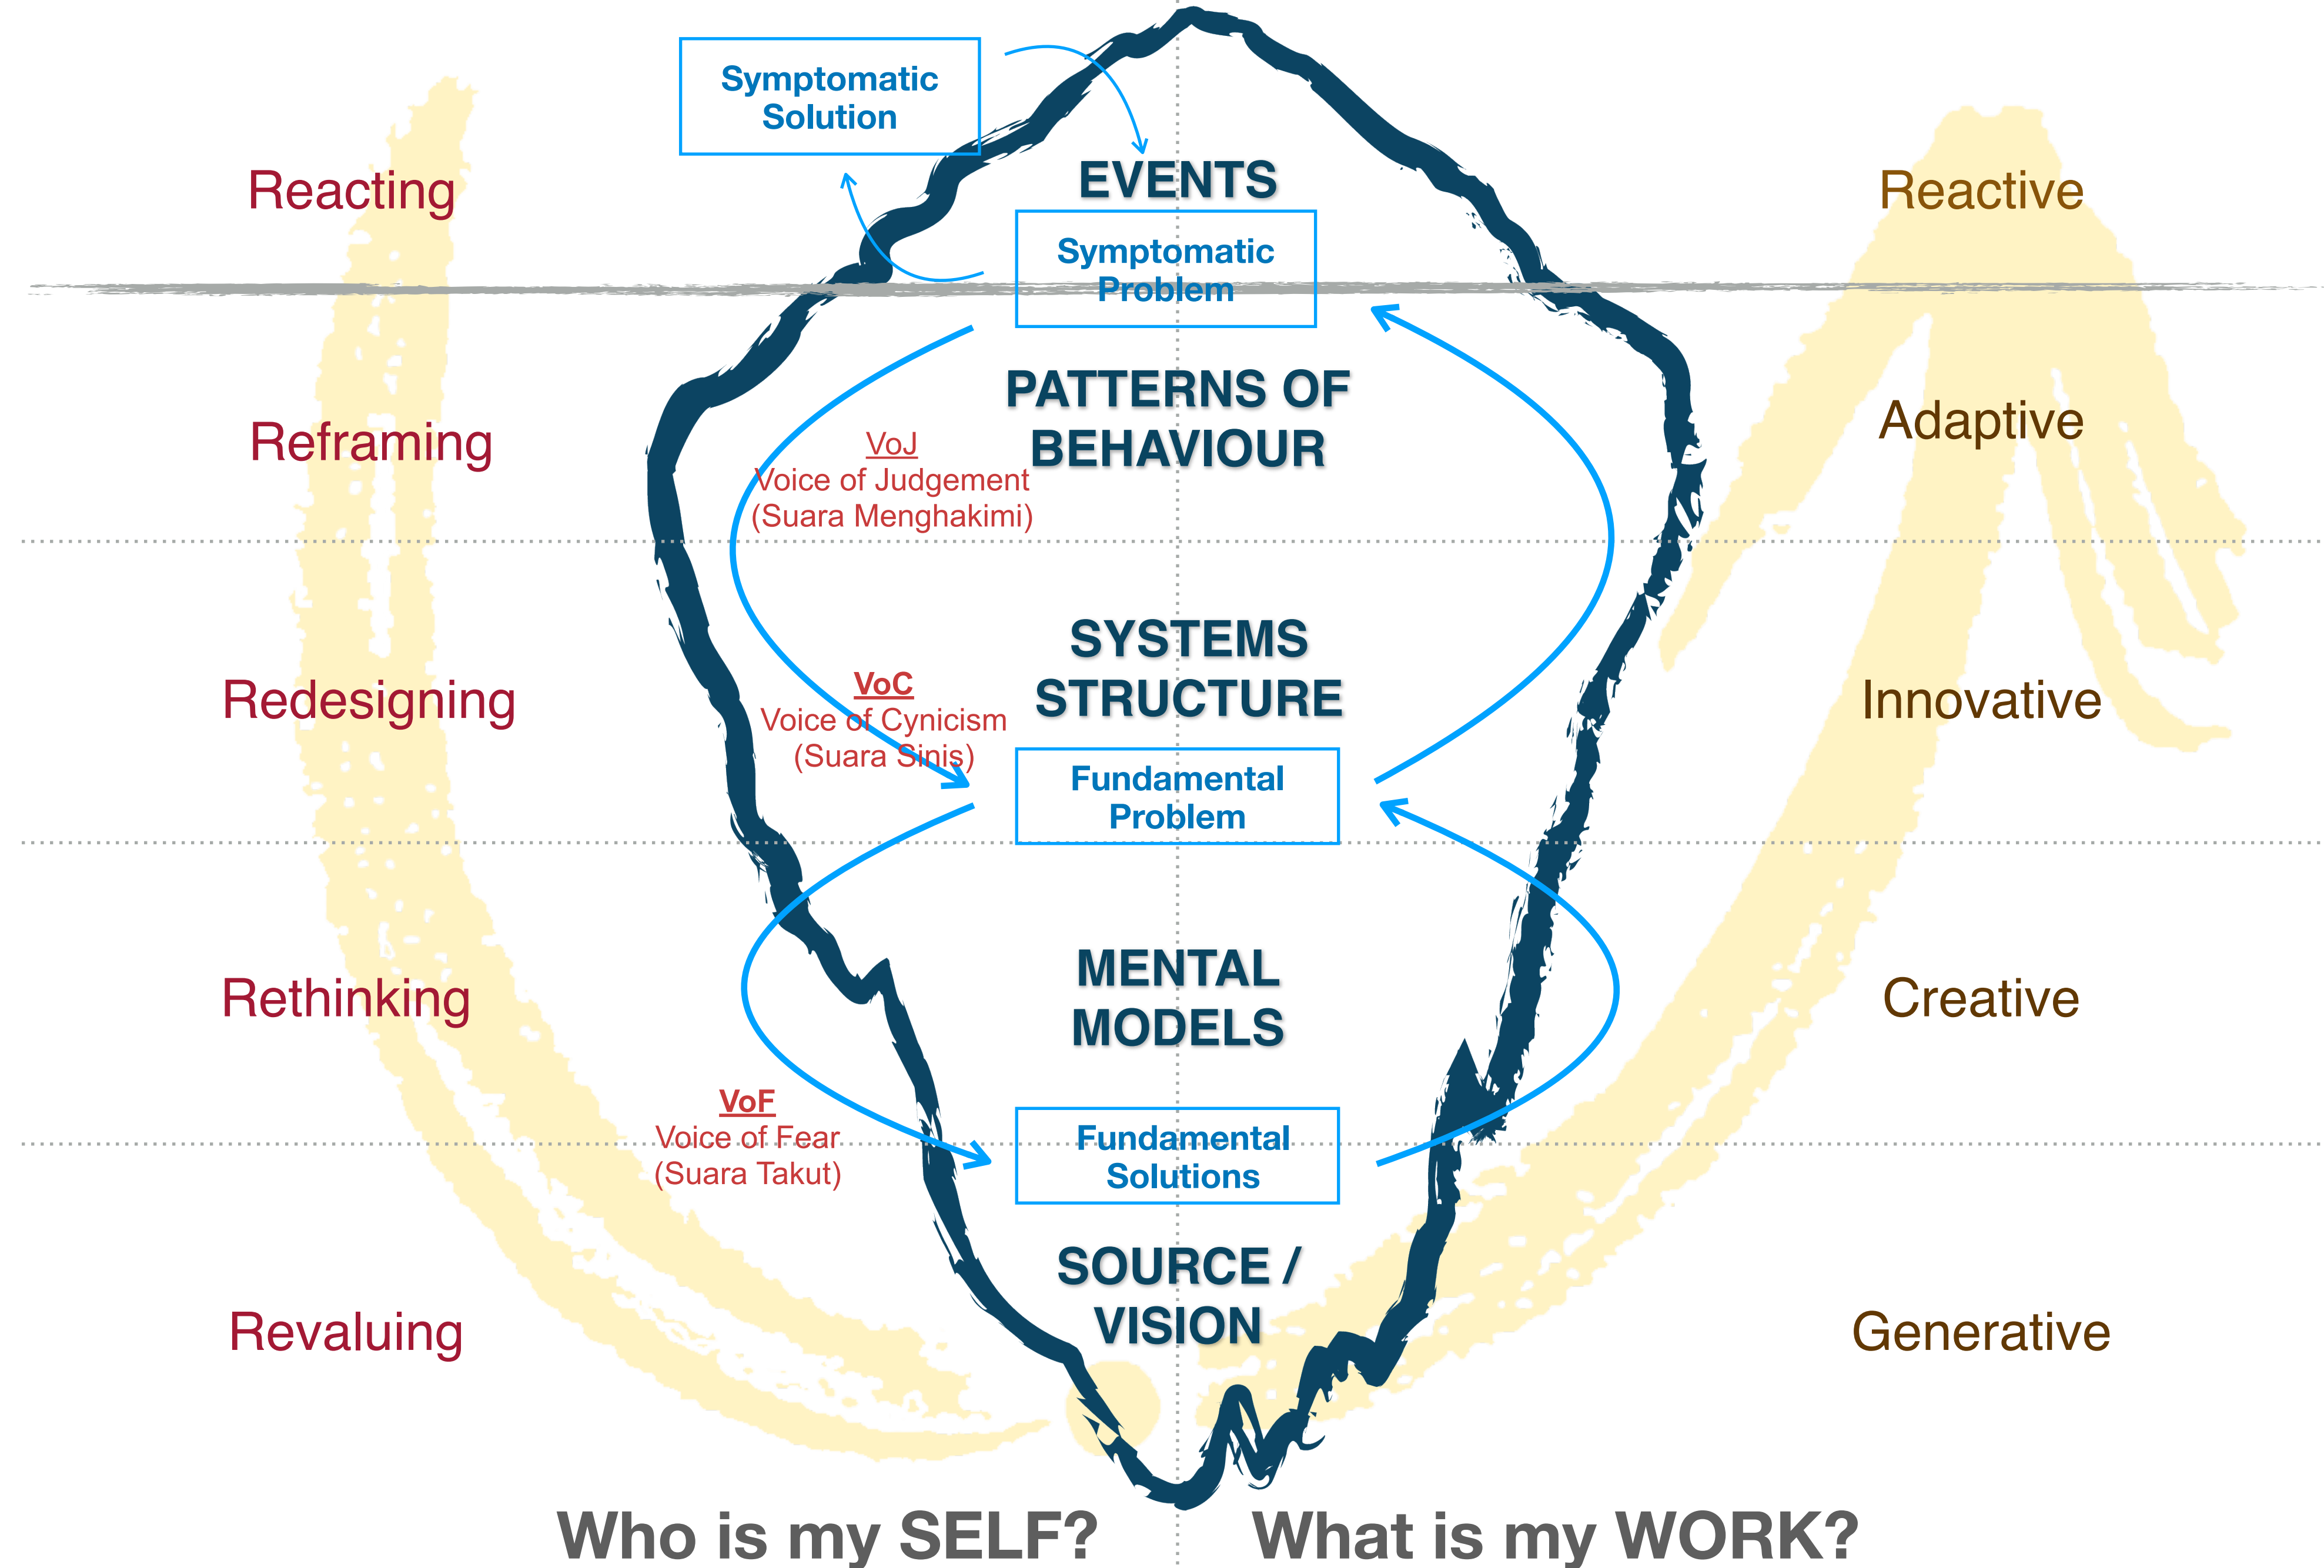 Symptomatic
Solution
EVENTS
Reacting
Reactive
Symptomatic
Problem
PATTERNS OF
BEHAVIOUR
Reframing
Adaptive
VoJ
Voice of Judgement
(Suara Menghakimi)
SYSTEMS
STRUCTURE
Redesigning
Innovative
VoC
Voice of Cynicism
(Suara Sinis)
Fundamental
Problem
MENTAL
MODELS
Rethinking
Creative
VoF
Voice of Fear
(Suara Takut)
Fundamental
Solutions
SOURCE /
VISION
Revaluing
Generative
Who is my SELF?
What is my WORK?